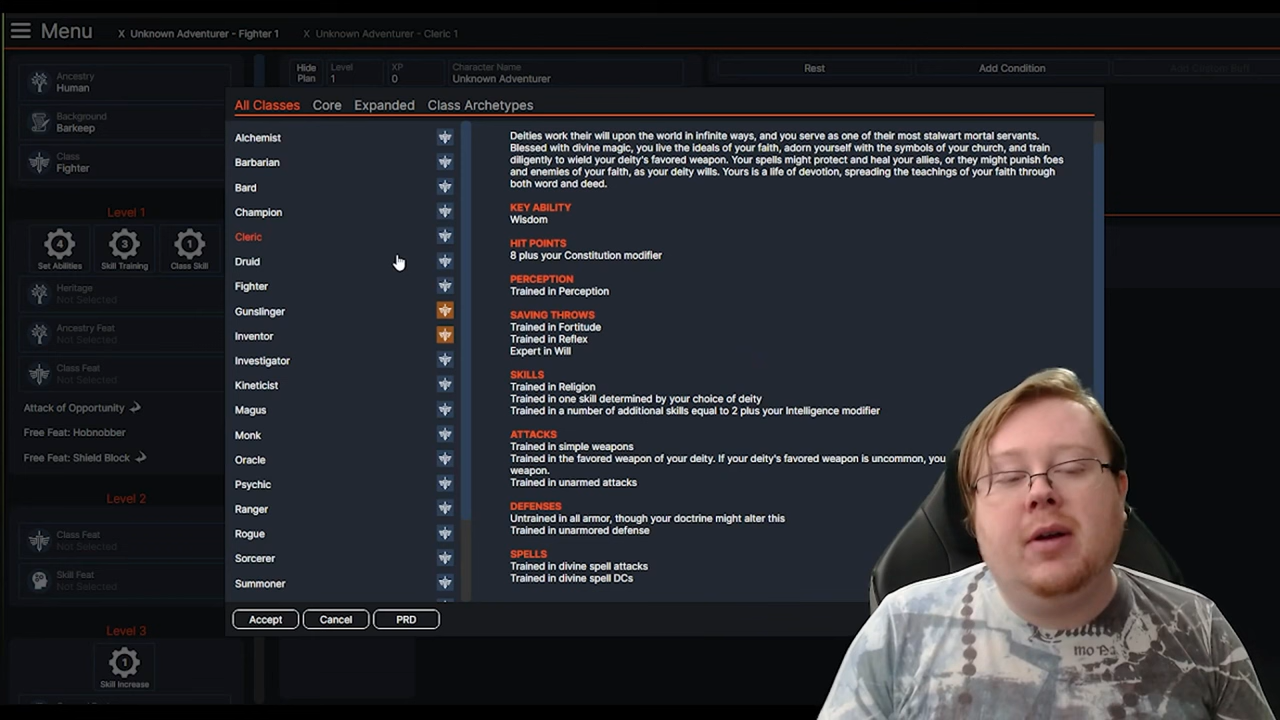 Menu
X Unknown Adventurer - Fighter 1
X Unknown Adventurer - Cleric 1
Ancestry
Human
Background
Barkeep
Class
Fighter
Level 1
4
3
1
Set Abilities
Skill Training
Class Skill
Heritage
Not Selected
Ancestry Feat
Not Selected
Class Feat
Not Selected
Attack of Opportunity
Free Feat: Hobnobber
Free Feat: Shield Block
Level 2
Class Feat
Not Selected
Skill Feat
Not Selected
Level 3
1
Skill Increase
Hide
Plan
Level
1
XP
0
Character Name
Unknown Adventurer
Rest
Add Condition
Add Custom Buff
All Classes
Core
Expanded
Class Archetypes
Alchemist
Barbarian
Bard
Champion
Cleric
Druid
Fighter
Gunslinger
Inventor
Investigator
Kineticist
Magus
Monk
Oracle
Psychic
Ranger
Rogue
Sorcerer
Summoner
Accept
Cancel
PRD
Deities work their will upon the world in infinite ways, and you serve as one of their most stalwart mortal servants.
Blessed with divine magic, you live the ideals of your faith, adorn yourself with the symbols of your church, and train
diligently to wield your deity's favored weapon. Your spells might protect and heal your allies, or they might punish foes
and enemies of your faith, as your deity wills. Yours is a life of devotion, spreading the teachings of your faith through
both word and deed.
KEY ABILITY
Wisdom
HIT POINTS
8 plus your Constitution modifier
PERCEPTION
Trained in Perception
SAVING THROWS
Trained in Fortitude
Trained in Reflex
Expert in Will
SKILLS
Trained in Religion
Trained in one skill determined by your choice of deity
Trained in a number of additional skills equal to 2 plus your Intelligence modifier
ATTACKS
Trained in simple weapons
Trained in the favored weapon of your deity. If your deity's favored weapon is uncommon, you
weapon.
Trained in unarmed attacks
DEFENSES
Untrained in all armor, though your doctrine might alter this
Trained in unarmored defense
SPELLS
Trained in divine spell attacks
Trained in divine spell DCs